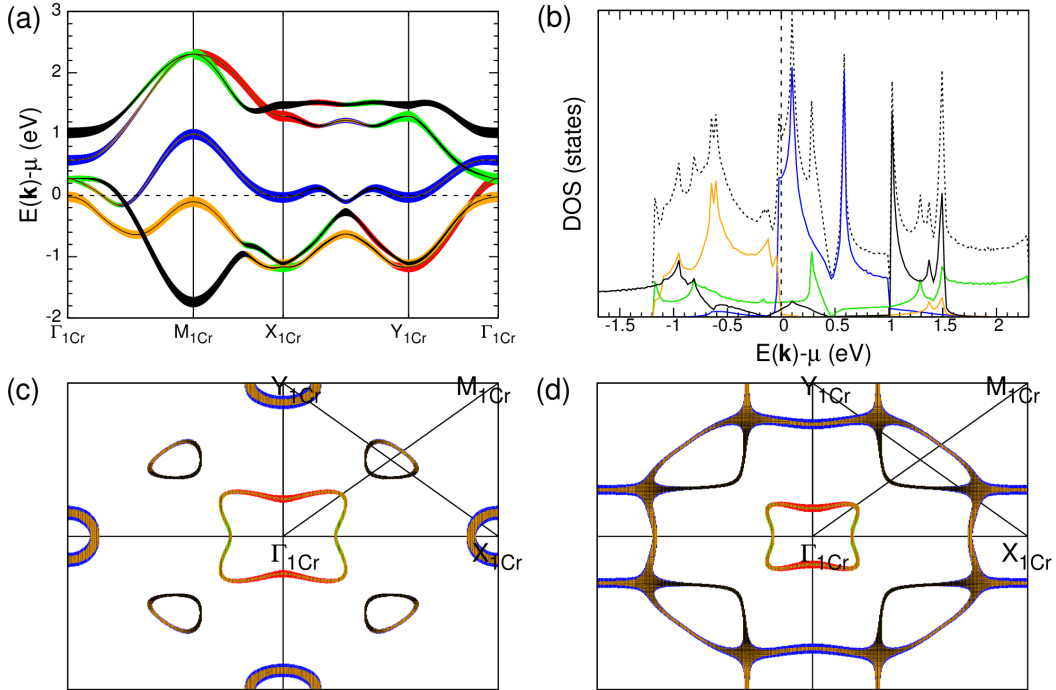 (a)
E(k)-μ (eV)
3
2
1
0
-1
-2
Γ1Cr M1Cr X1Cr Y1Cr Γ1Cr
(b)
DOS (states)
-1.5 -1 -0.5 0 0.5 1 1.5 2
E(k)-μ (eV)
(c)
Y1Cr M1Cr
Γ1Cr X1Cr
(d)
Y1Cr M1Cr
Γ1Cr X1Cr